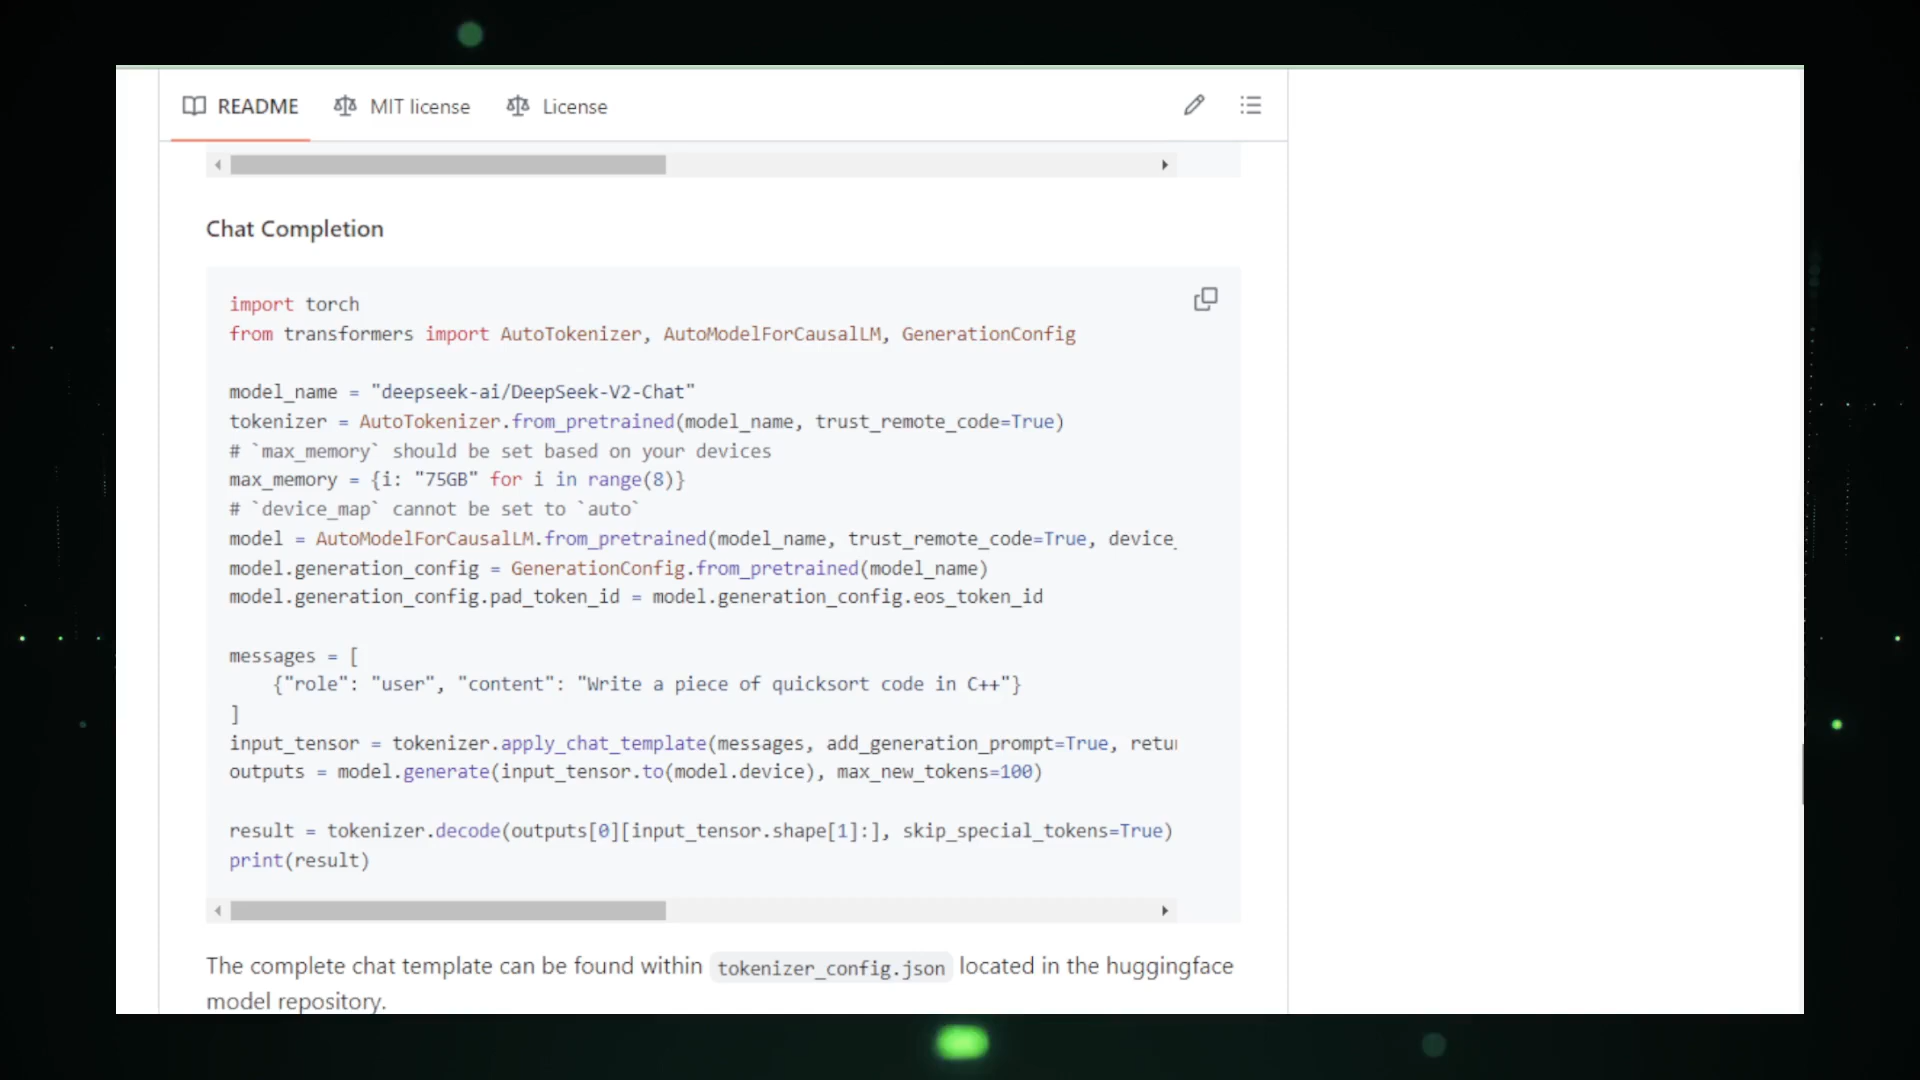 README MIT license License
Chat Completion
import torch
from transformers import AutoTokenizer, AutoModelForCausalLM, GenerationConfig
model_name = "deepseek-ai/DeepSeek-V2-Chat"
tokenizer = AutoTokenizer.from_pretrained(model_name, trust_remote_code=True)
# `max_memory` should be set based on your devices
max_memory = {i: "75GB" for i in range(8)}
# `device_map` cannot be set to `auto`
model = AutoModelForCausalLM.from_pretrained(model_name, trust_remote_code=True, device_
model.generation_config = GenerationConfig.from_pretrained(model_name)
model.generation_config.pad_token_id = model.generation_config.eos_token_id
messages = [
    {"role": "user", "content": "Write a piece of quicksort code in C++"}
]
input_tensor = tokenizer.apply_chat_template(messages, add_generation_prompt=True, retu
outputs = model.generate(input_tensor.to(model.device), max_new_tokens=100)
result = tokenizer.decode(outputs[0][input_tensor.shape[1]:], skip_special_tokens=True)
print(result)
The complete chat template can be found within tokenizer_config.json located in the huggingface
model repository.